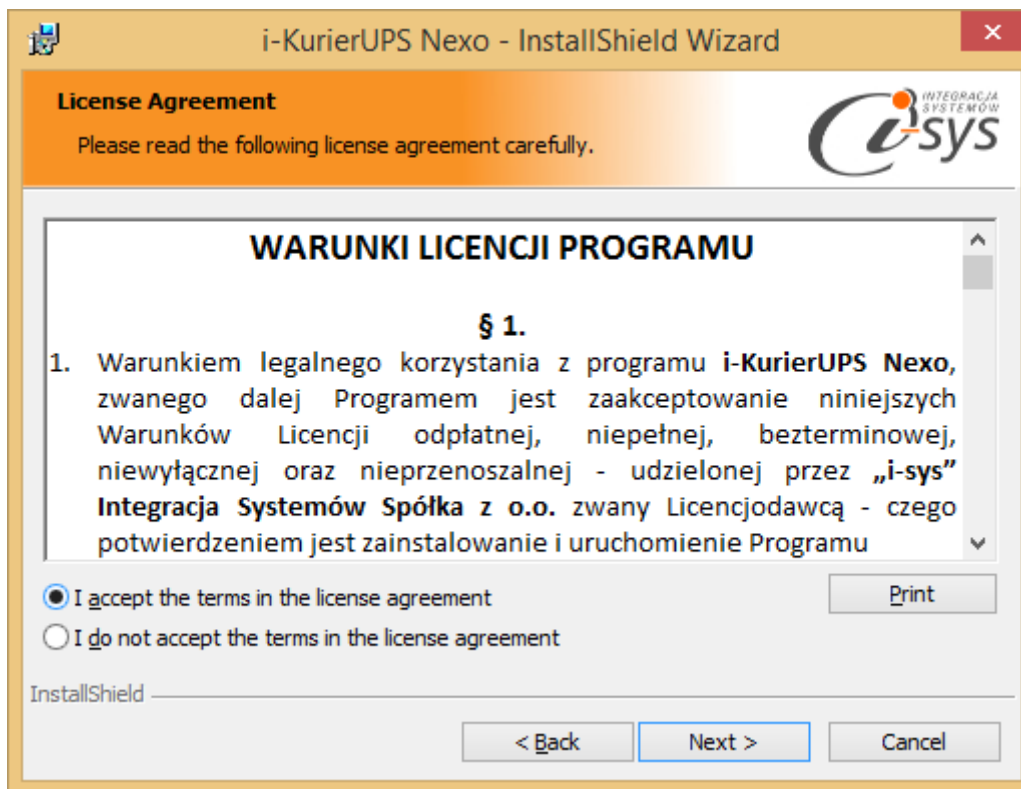 i-KurierUPS Nexo - InstallShield Wizard
License Agreement
Please read the following license agreement carefully.
INTEGRACJA
SYSTEMÓW
i-sys
WARUNKI LICENCJI PROGRAMU
§ 1.
1. Warunkiem legalnego korzystania z programu i-KurierUPS Nexo,
zwanego dalej Programem jest zaakceptowanie niniejszych
Warunków Licencji odpłatnej, niepełnej, bezterminowej,
niewyłącznej oraz nieprzenoszalnej - udzielonej przez „i-sys”
Integracja Systemów Spółka z o.o. zwany Licencjodawcą - czego
potwierdzeniem jest zainstalowanie i uruchomienie Programu
I accept the terms in the license agreement
Print
I do not accept the terms in the license agreement
InstallShield
< Back
Next >
Cancel